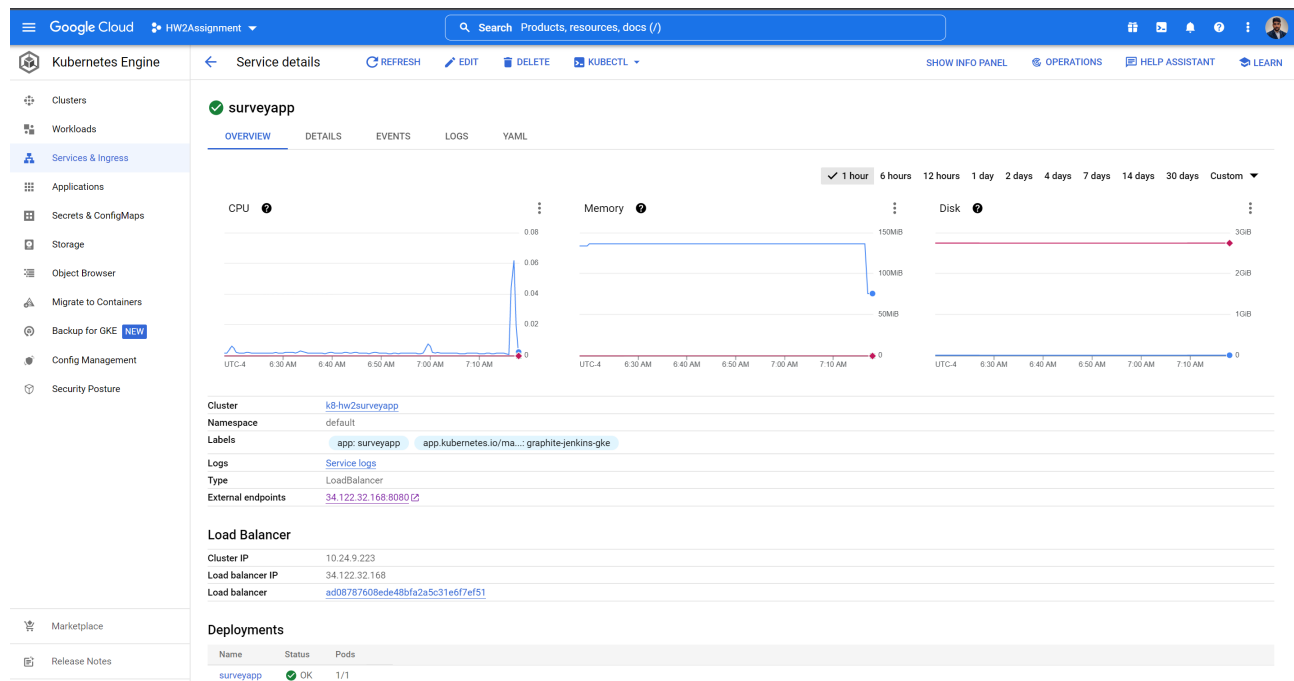 Google Cloud HW2Assignment Search Products, resources, docs (/)
Kubernetes Engine
Service details REFRESH EDIT DELETE KUBECTL SHOW INFO PANEL OPERATIONS HELP ASSISTANT LEARN
Clusters
Workloads
Services & Ingress
Applications
Secrets & ConfigMaps
Storage
Object Browser
Migrate to Containers
Backup for GKE NEW
Config Management
Security Posture
Marketplace
Release Notes
surveyapp
OVERVIEW DETAILS EVENTS LOGS YAML
1 hour 6 hours 12 hours 1 day 2 days 4 days 7 days 14 days 30 days Custom
CPU
0.08
0.06
0.04
0.02
0
UTC-4 6:30 AM 6:40 AM 6:50 AM 7:00 AM 7:10 AM
Memory
150MiB
100MiB
50MiB
0
UTC-4 6:30 AM 6:40 AM 6:50 AM 7:00 AM 7:10 AM
Disk
3GiB
2GiB
1GiB
0
UTC-4 6:30 AM 6:40 AM 6:50 AM 7:00 AM 7:10 AM
Cluster k8-hw2surveyapp
Namespace default
Labels app: surveyapp app.kubernetes.io/ma...: graphite-jenkins-gke
Logs Service logs
Type LoadBalancer
External endpoints 34.122.32.168:8080
Load Balancer
Cluster IP 10.24.9.223
Load balancer IP 34.122.32.168
Load balancer ad08787608ede48bfa2a5c31e6f7ef51
Deployments
Name Status Pods
surveyapp OK 1/1